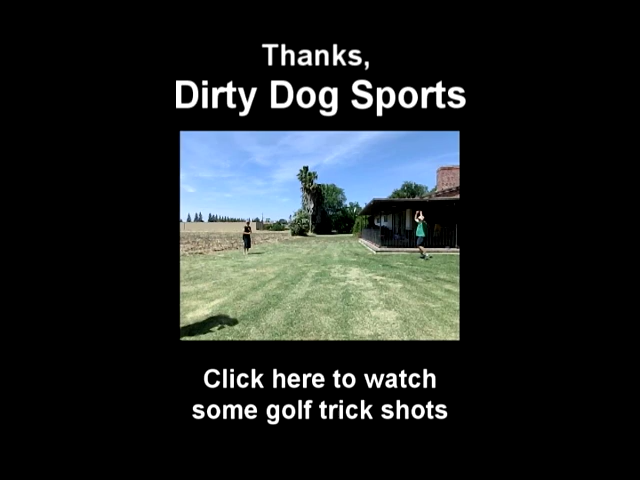 Thanks,
Dirty Dog Sports
Click here to watch
some golf trick shots